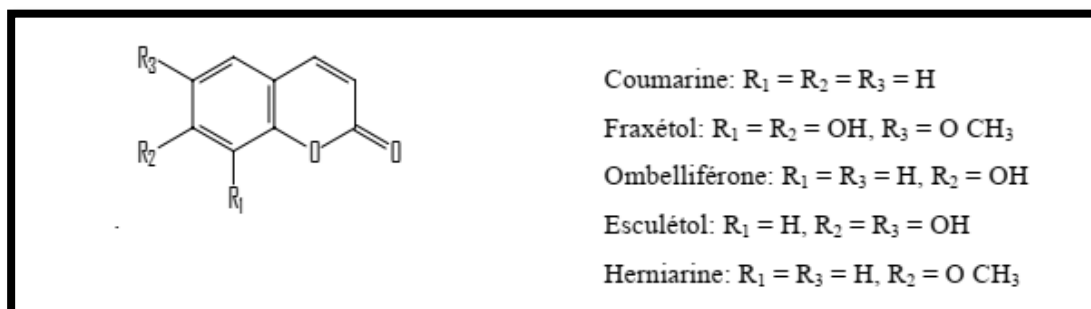 R₃
R₂
R₁
O
O
Coumarine: R₁ = R₂ = R₃ = H
Fraxétol: R₁ = R₂ = OH, R₃ = O CH₃
Ombelliférone: R₁ = R₃ = H, R₂ = OH
Esculétol: R₁ = H, R₂ = R₃ = OH
Herniarine: R₁ = R₃ = H, R₂ = O CH₃